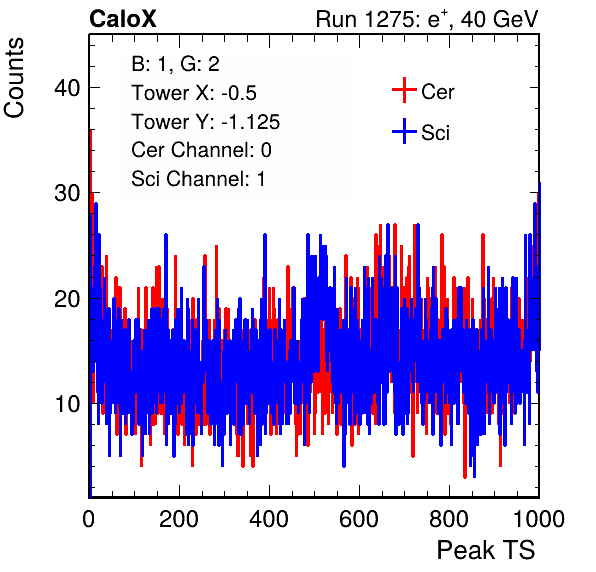 CaloX Run 1275: e+, 40 GeV
Counts
B: 1, G: 2
Tower X: -0.5
Tower Y: -1.125
Cer Channel: 0
Sci Channel: 1
Cer
Sci
40
30
20
10
0 200 400 600 800 1000
Peak TS